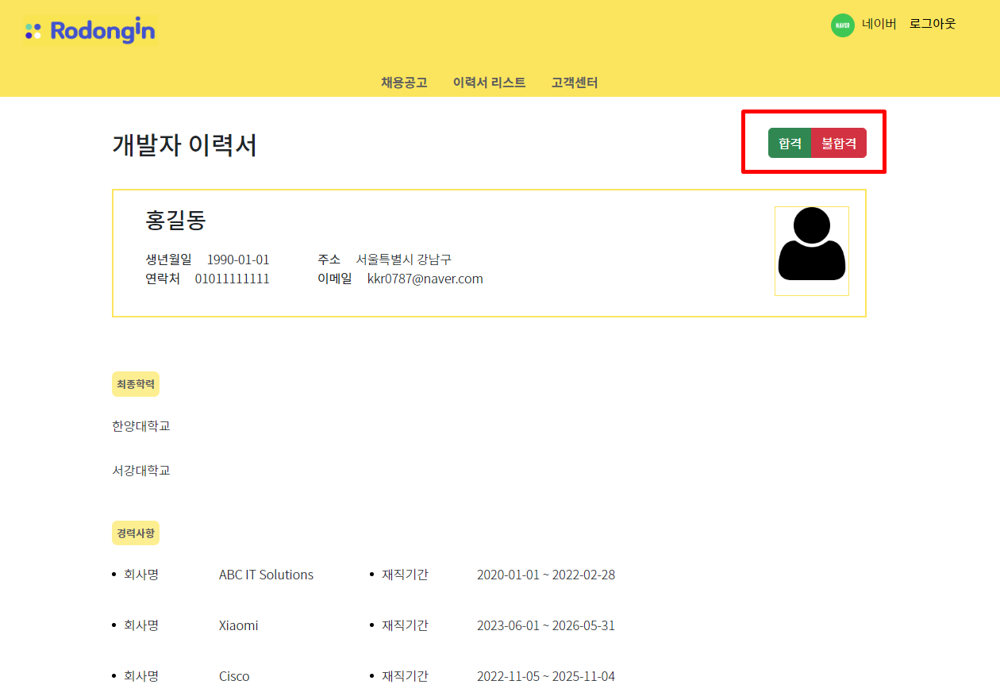 Rodongin
NAVER 네이버 로그아웃
채용공고 이력서 리스트 고객센터
개발자 이력서
합격 불합격
홍길동
생년월일 1990-01-01 주소 서울특별시 강남구
연락처 01011111111 이메일 kkr0787@naver.com
최종학력
한양대학교
서강대학교
경력사항
• 회사명 ABC IT Solutions • 재직기간 2020-01-01 ~ 2022-02-28
• 회사명 Xiaomi • 재직기간 2023-06-01 ~ 2026-05-31
• 회사명 Cisco • 재직기간 2022-11-05 ~ 2025-11-04